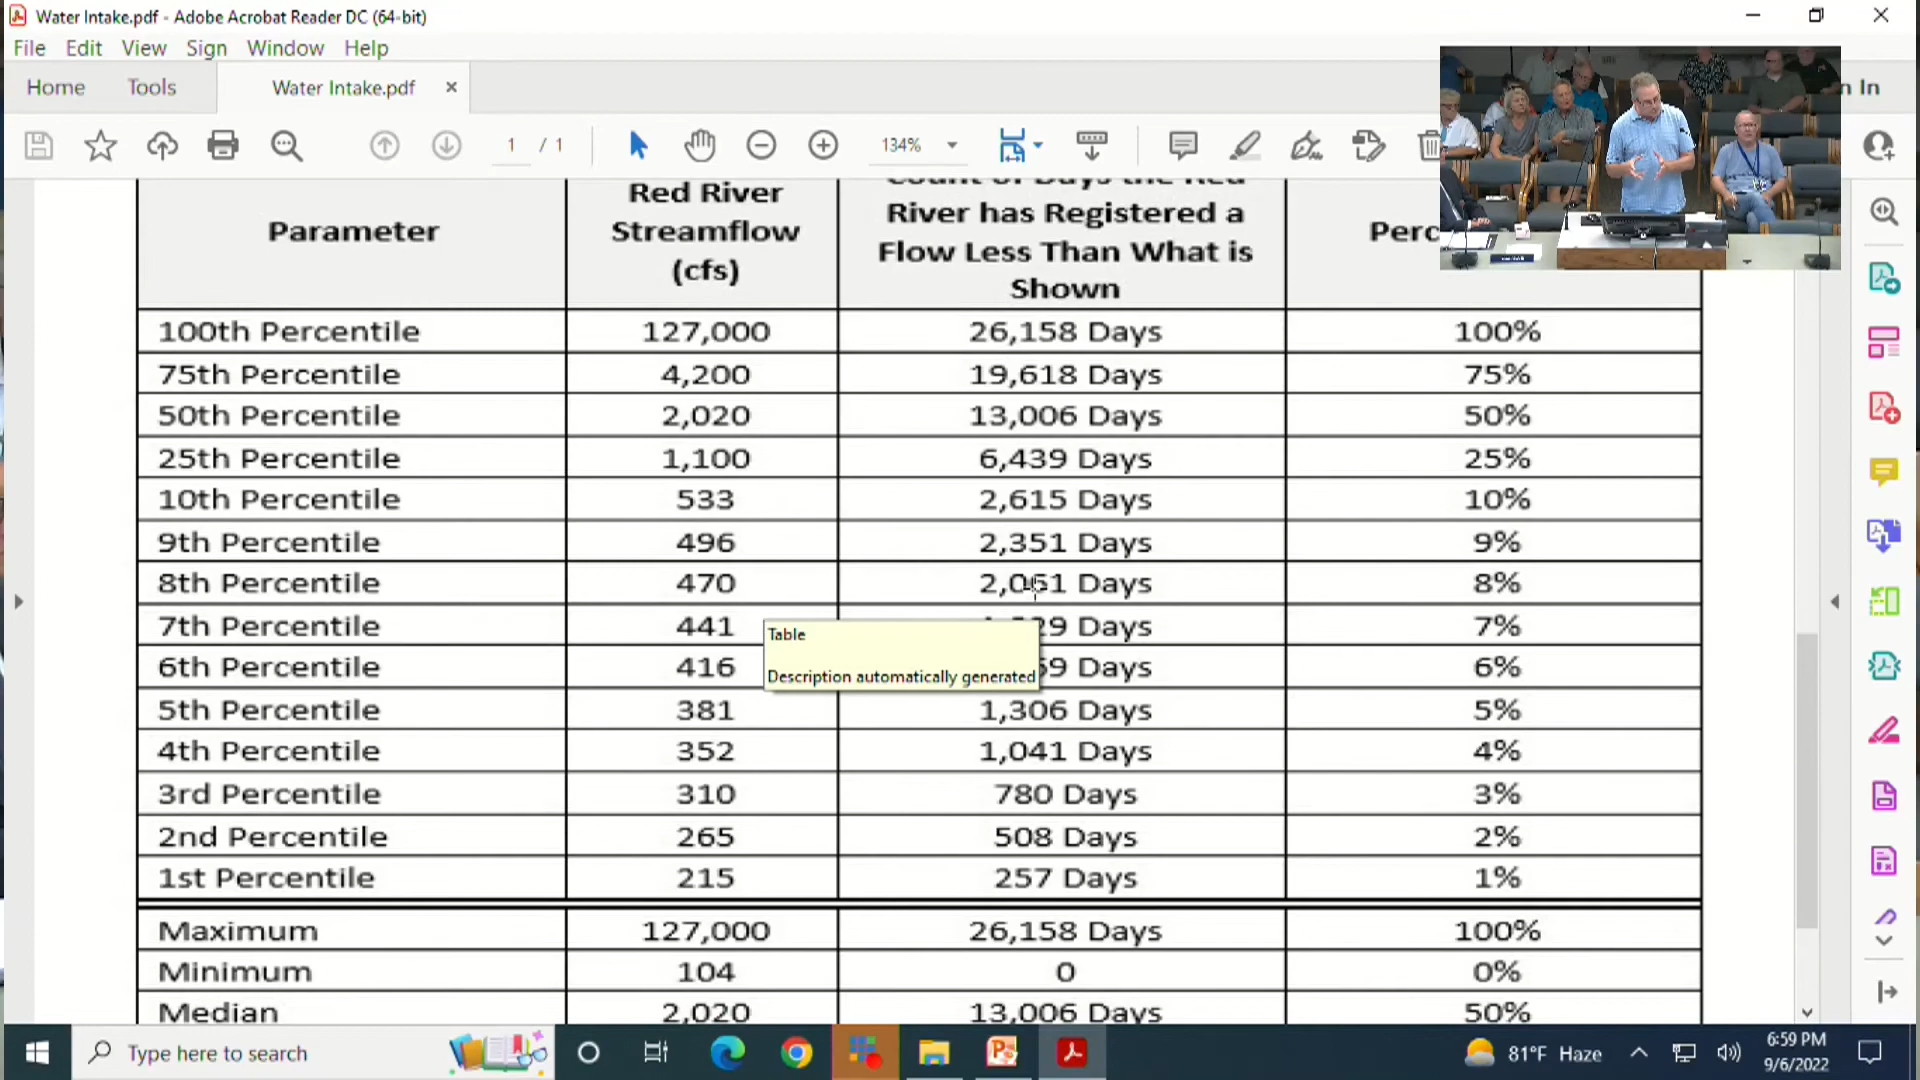 Water Intake.pdf - Adobe Acrobat Reader DC (64-bit)
File Edit View Sign Window Help
Home Tools Water Intake.pdf × n In
1 / 1 134%
Parameter
Red River
Streamflow
(cfs)
Count of Days the Red
River has Registered a
Flow Less Than What is
Shown
Perc
100th Percentile 127,000 26,158 Days 100%
75th Percentile 4,200 19,618 Days 75%
50th Percentile 2,020 13,006 Days 50%
25th Percentile 1,100 6,439 Days 25%
10th Percentile 533 2,615 Days 10%
9th Percentile 496 2,351 Days 9%
8th Percentile 470 Days 8%
7th Percentile 441 29 Days 7%
6th Percentile 416 69 Days 6%
Table
Description automatically generated
5th Percentile 381 1,306 Days 5%
4th Percentile 352 1,041 Days 4%
3rd Percentile 310 780 Days 3%
2nd Percentile 265 508 Days 2%
1st Percentile 215 257 Days 1%
Maximum 127,000 26,158 Days 100%
Minimum 104 0 0%
Median 2,020 13,006 Days 50%
Type here to search
81°F Haze
6:59 PM
9/6/2022